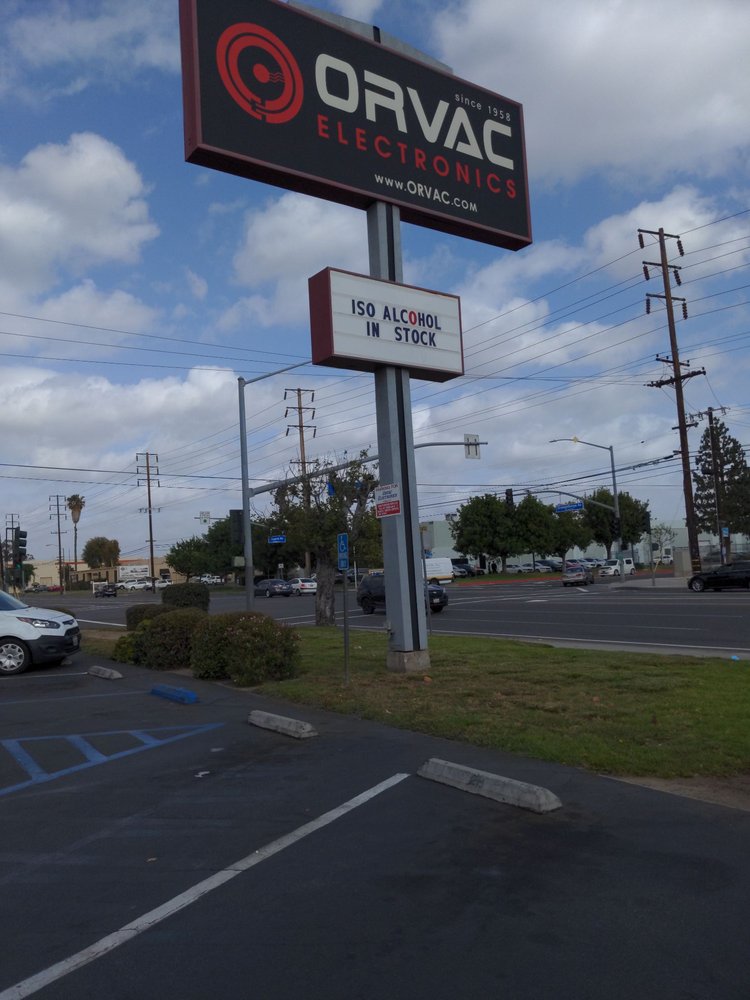 since 1958
ORVAC
ELECTRONICS
www.ORVAC.com
ISO ALCOHOL
IN STOCK